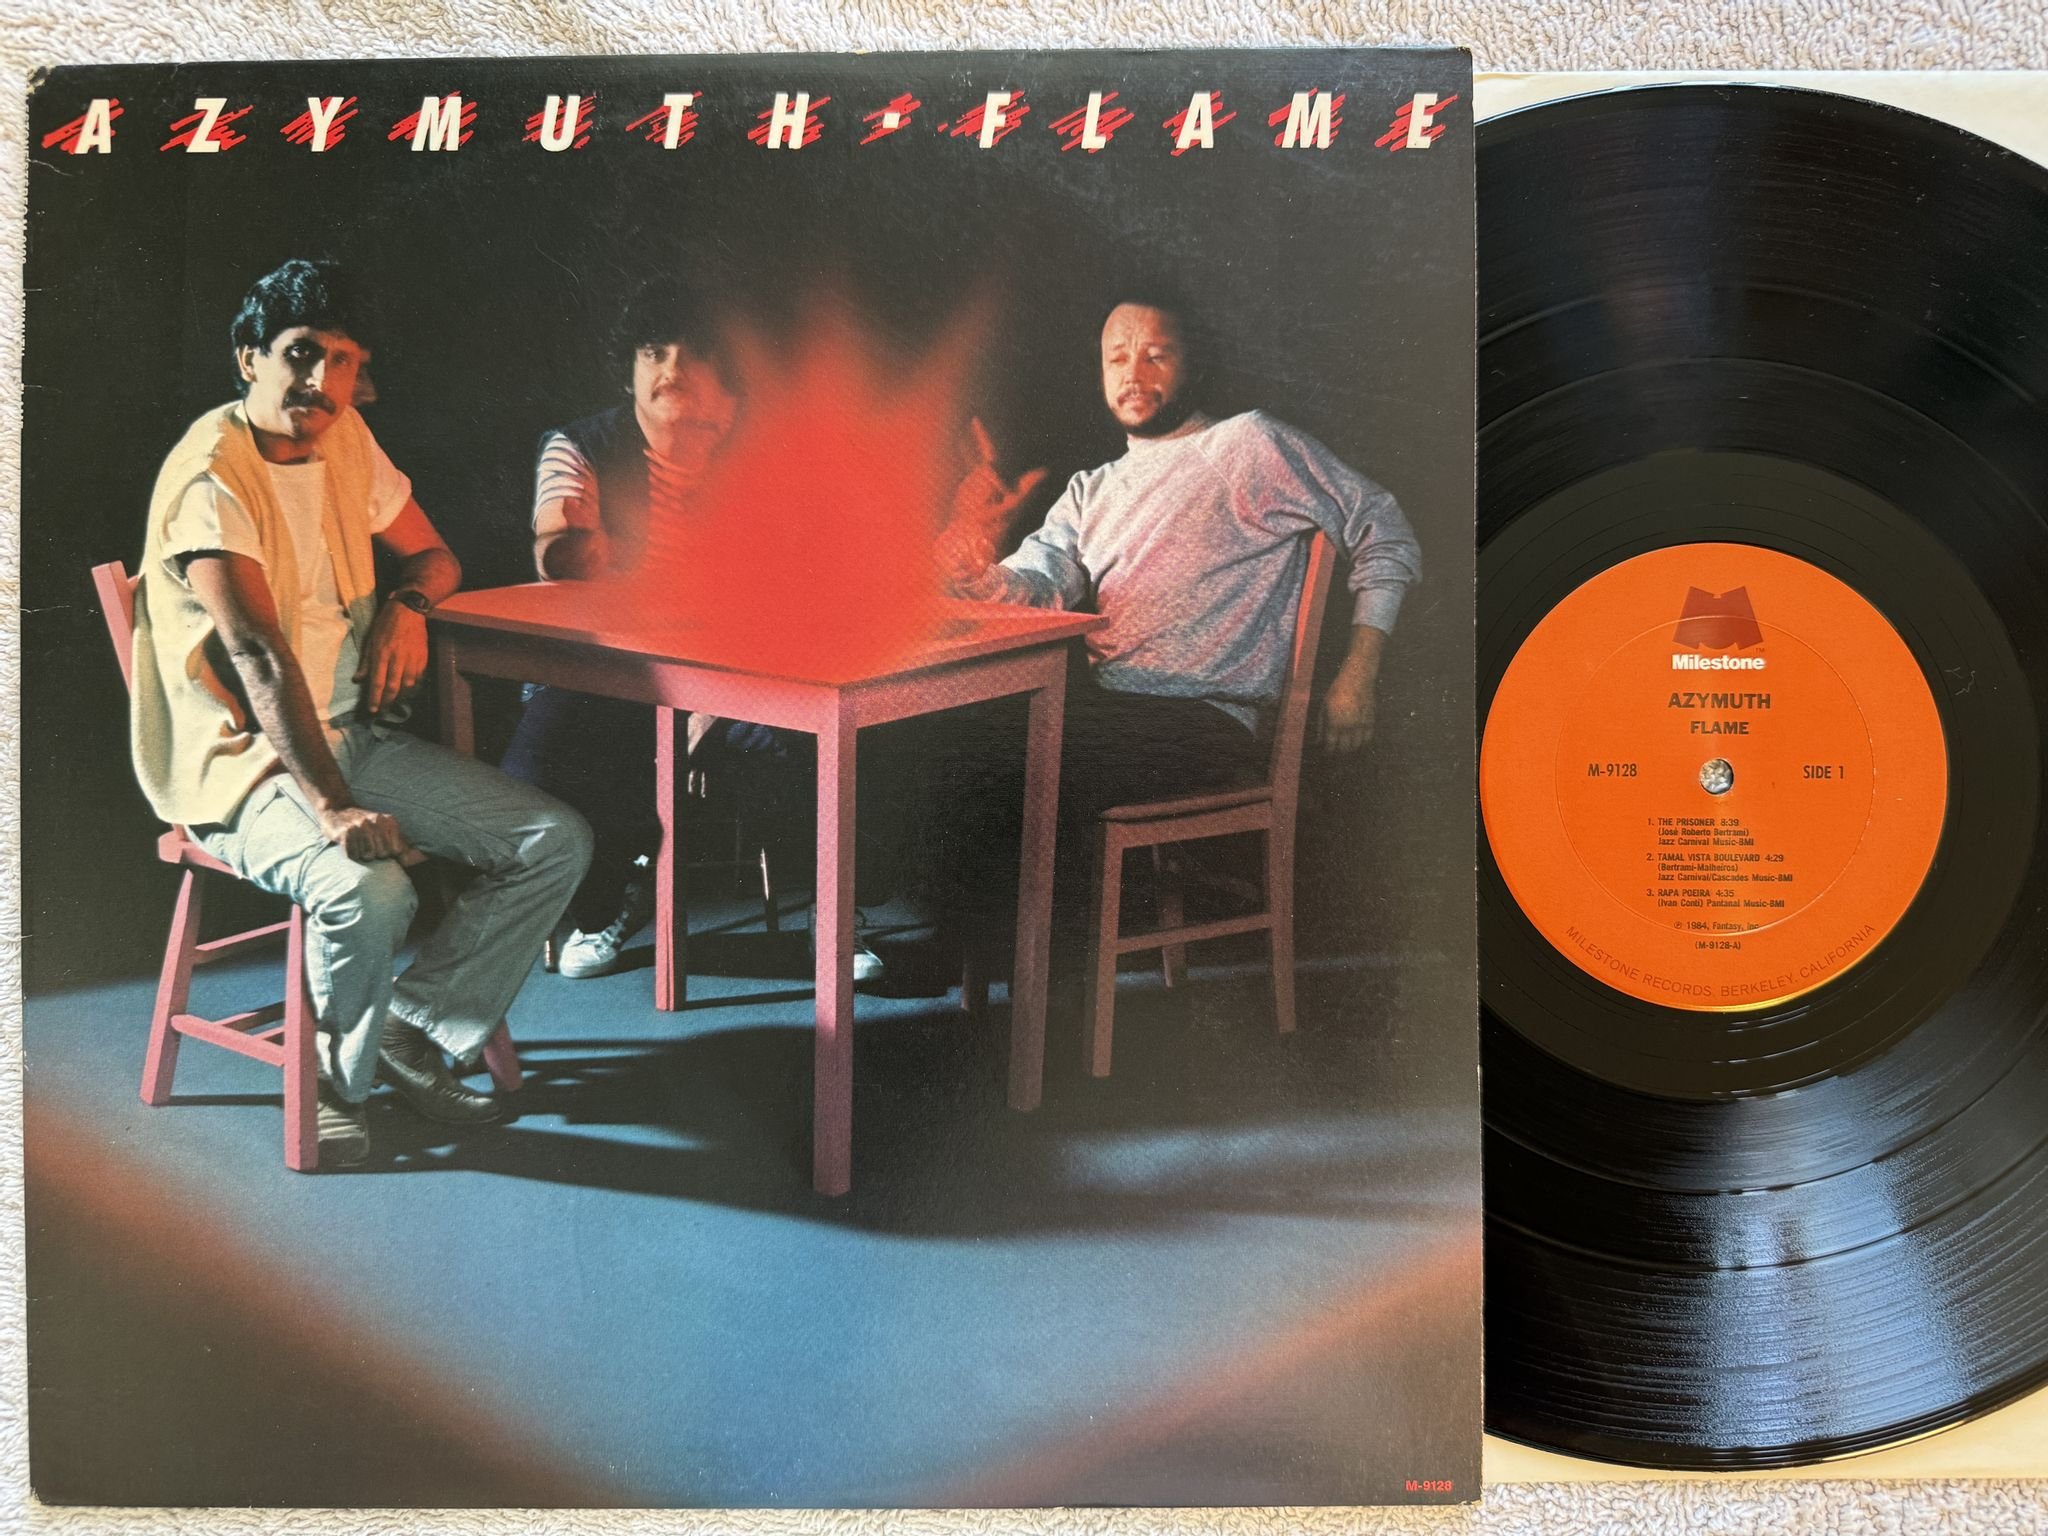 AZYMUTH · FLAME
M-9128
Milestone
TM
AZYMUTH
FLAME
M-9128 SIDE 1
1. THE PRISONER 8:39
(José Roberto Bertrami)
Jazz Carnival Music-BMI
2. TAMAL VISTA BOULEVARD 4:29
(Bertrami-Malheiros)
Jazz Carnival/Cascades Music-BMI
3. RAPA POEIRA 4:35
(Ivan Conti) Pantanal Music-BMI
℗ 1984, Fantasy, Inc.
(M-9128-A)
MILESTONE RECORDS, BERKELEY, CALIFORNIA